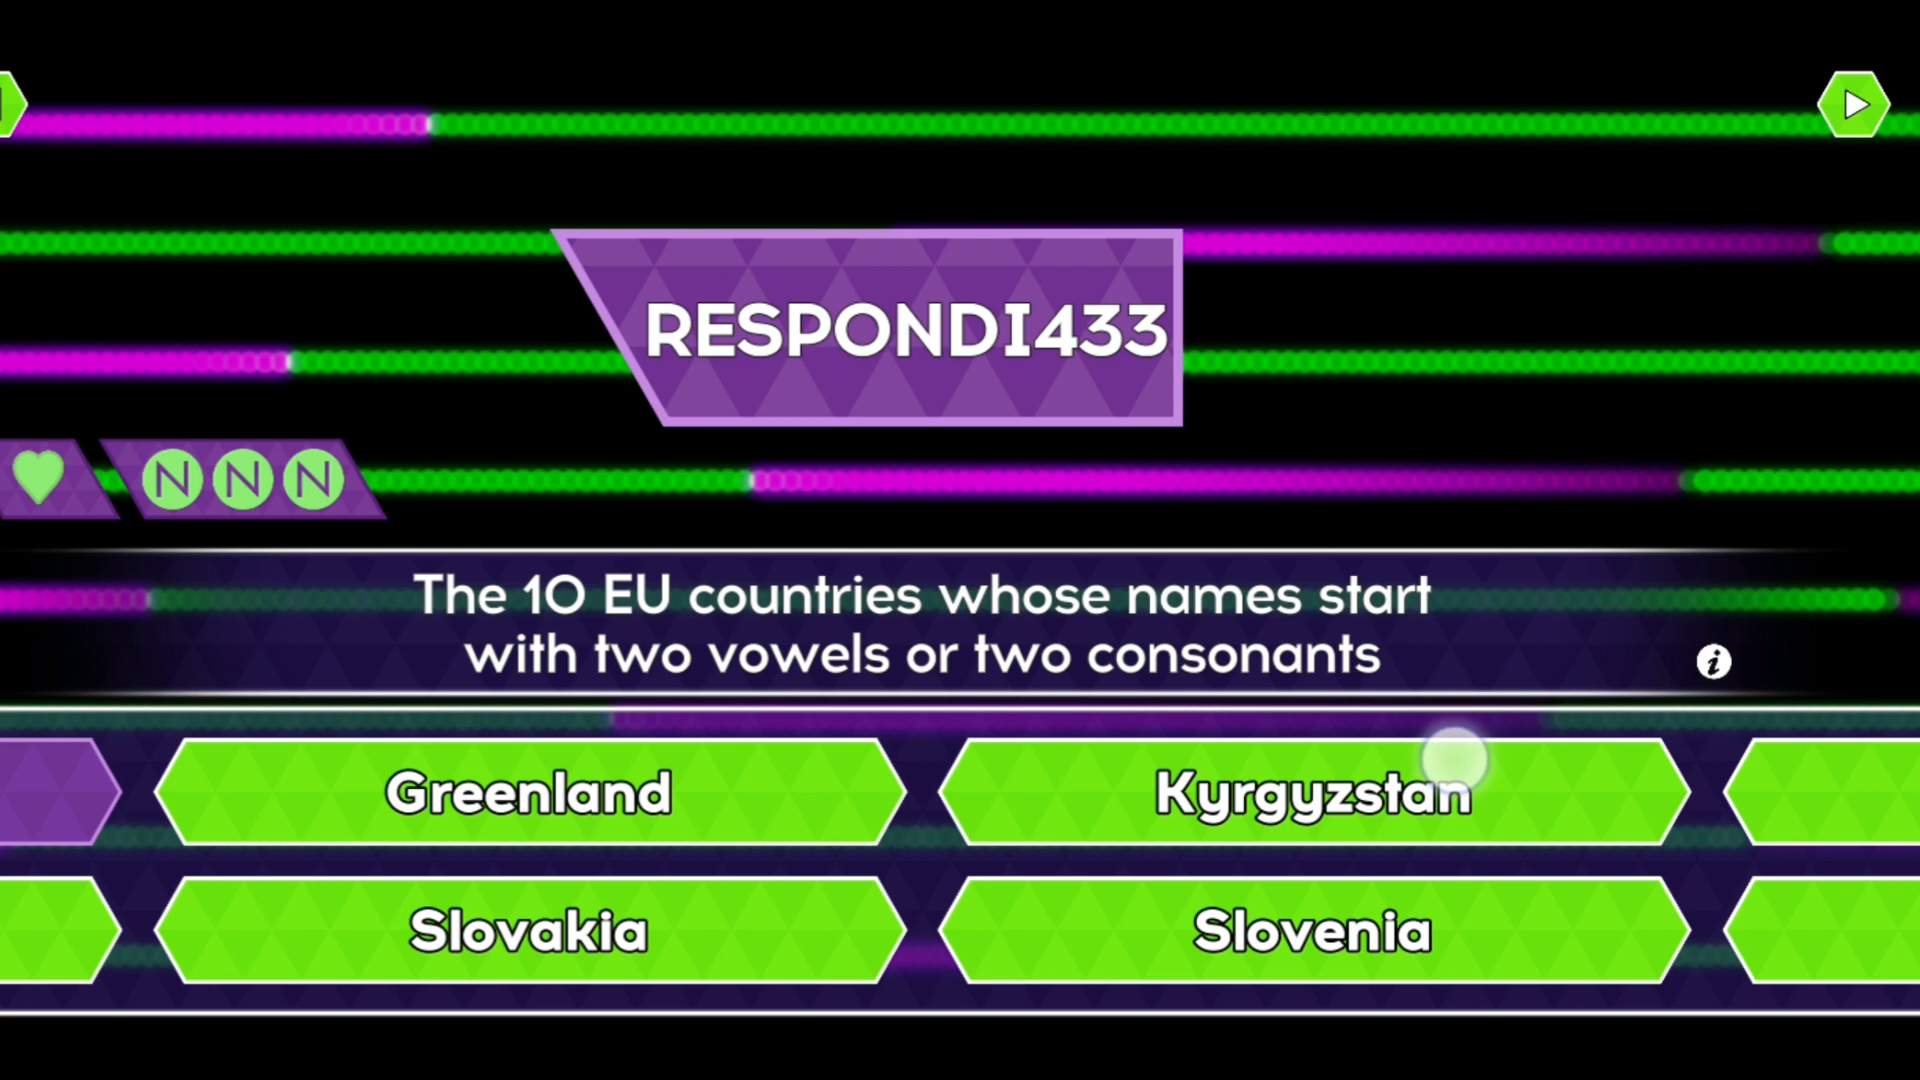 RESPONDI433
N N N
The 10 EU countries whose names start
with two vowels or two consonants
i
Greenland
Kyrgyzstan
Slovakia
Slovenia